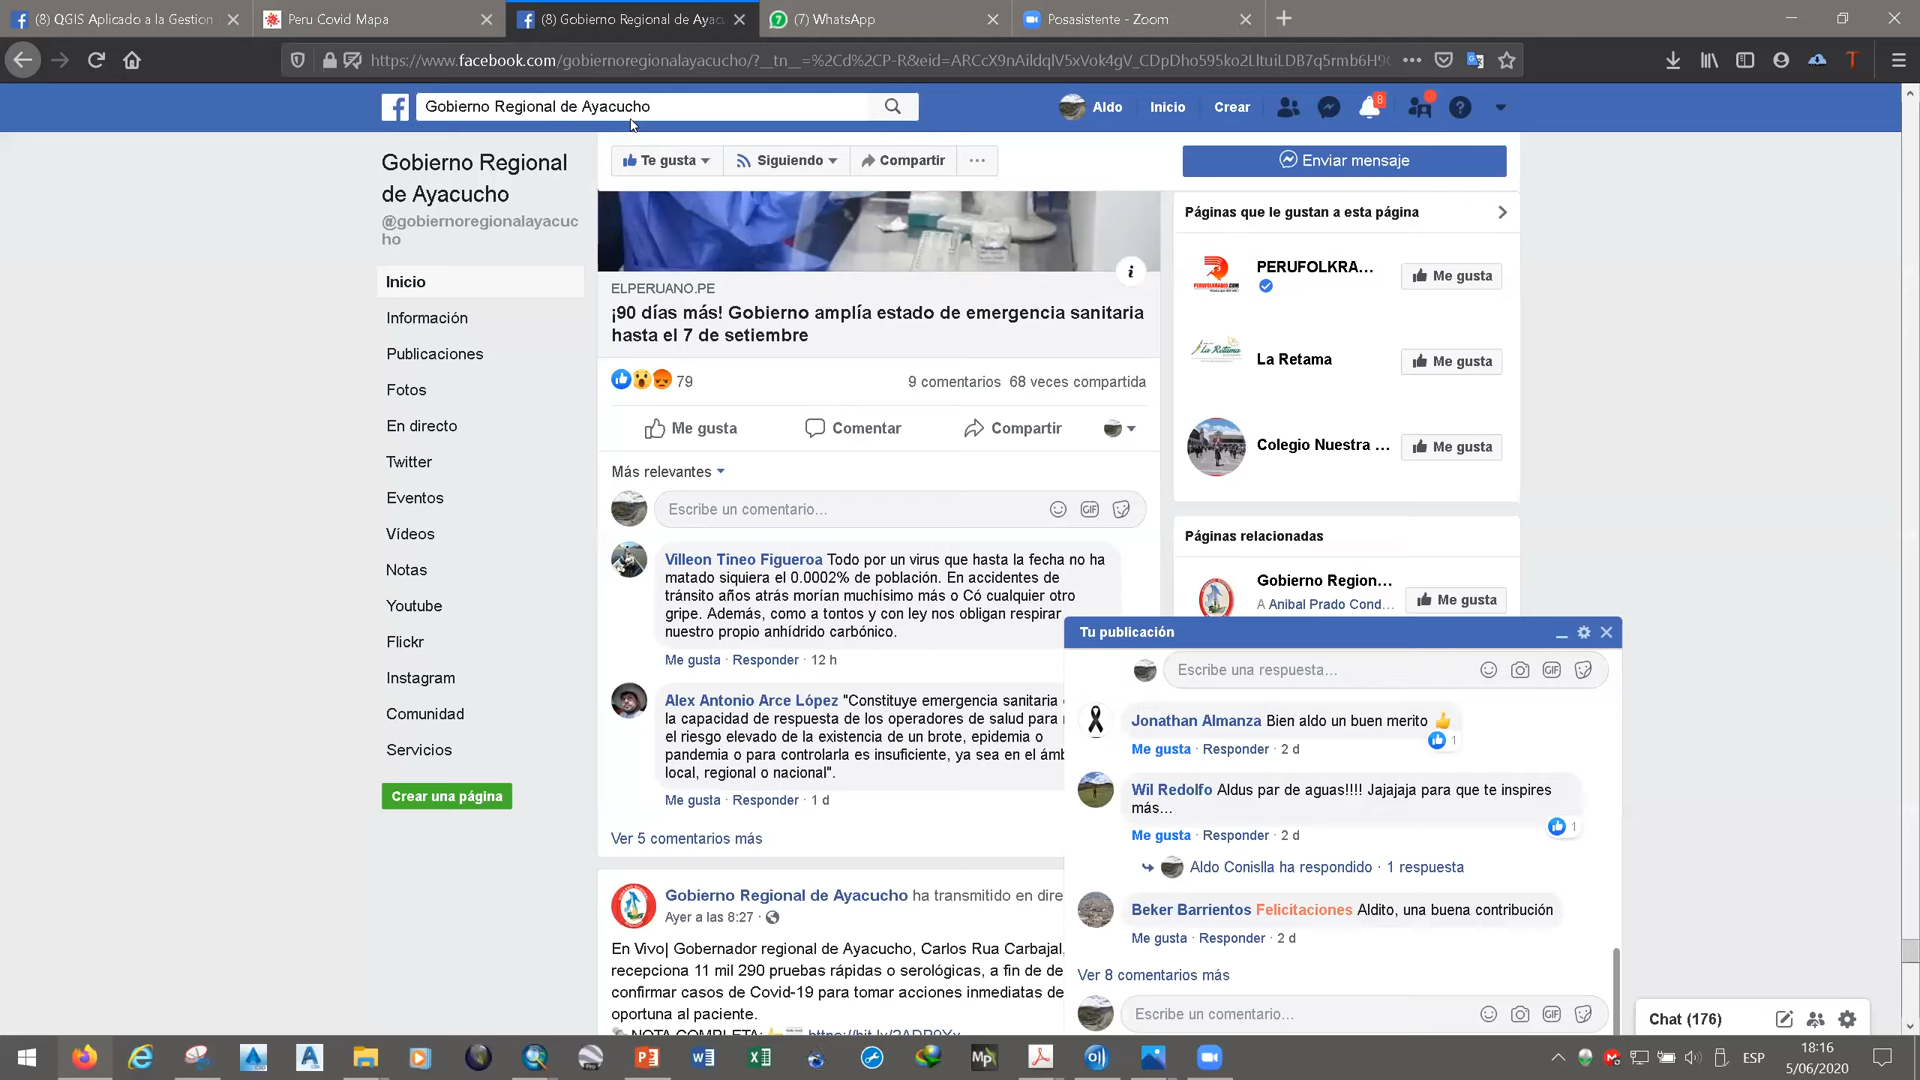 (8) QGIS Aplicado a la Gestion
Peru Covid Mapa
(8) Gobierno Regional de Ayac
(7) WhatsApp
Posasistente - Zoom
https://www.facebook.com/gobiernoregionalayacucho/?__tn__=%2Cd%2CP-R&eid=
Gobierno Regional de Ayacucho
Aldo
Inicio
Crear
8
Gobierno Regional
de Ayacucho
@gobiernoregionalayacuc
ho
Inicio
Información
Publicaciones
Fotos
En directo
Twitter
Eventos
Vídeos
Notas
Youtube
Flickr
Instagram
Comunidad
Servicios
Crear una página
Te gusta
Siguiendo
Compartir
Enviar mensaje
ELPERUANO.PE
¡90 días más! Gobierno amplía estado de emergencia sanitaria
hasta el 7 de setiembre
79
9 comentarios 68 veces compartida
Me gusta
Comentar
Compartir
Más relevantes
Escribe un comentario...
GIF
Villeon Tineo Figueroa Todo por un virus que hasta la fecha no ha
matado siquiera el 0.0002% de población. En accidentes de
tránsito años atrás morían muchísimo más o Có cualquier otro
gripe. Además, como a tontos y con ley nos obligan respirar
nuestro propio anhídrido carbónico.
Me gusta · Responder · 12 h
Alex Antonio Arce López "Constituye emergencia sanitaria
la capacidad de respuesta de los operadores de salud para
el riesgo elevado de la existencia de un brote, epidemia o
pandemia o para controlarla es insuficiente, ya sea en el ámb
local, regional o nacional".
Me gusta · Responder · 1 d
Ver 5 comentarios más
Gobierno Regional de Ayacucho ha transmitido en dire
Ayer a las 8:27 ·
En Vivo| Gobernador regional de Ayacucho, Carlos Rua Carbajal,
recepciona 11 mil 290 pruebas rápidas o serológicas, a fin de de
confirmar casos de Covid-19 para tomar acciones inmediatas de
oportuna al paciente.
NOTA COMPLETA:
Páginas que le gustan a esta página
PERUFOLKRA...
Me gusta
La Retama
Me gusta
Colegio Nuestra ...
Me gusta
Páginas relacionadas
Gobierno Region...
A Anibal Prado Cond...
Me gusta
Tu publicación
Escribe una respuesta...
GIF
Jonathan Almanza Bien aldo un buen merito
1
Me gusta · Responder · 2 d
Wil Redolfo Aldus par de aguas!!!! Jajajaja para que te inspires
más...
1
Me gusta · Responder · 2 d
Aldo Conislla ha respondido · 1 respuesta
Beker Barrientos Felicitaciones Aldito, una buena contribución
Me gusta · Responder · 2 d
Ver 8 comentarios más
Escribe un comentario...
GIF
Chat (176)
ESP
18:16
5/06/2020